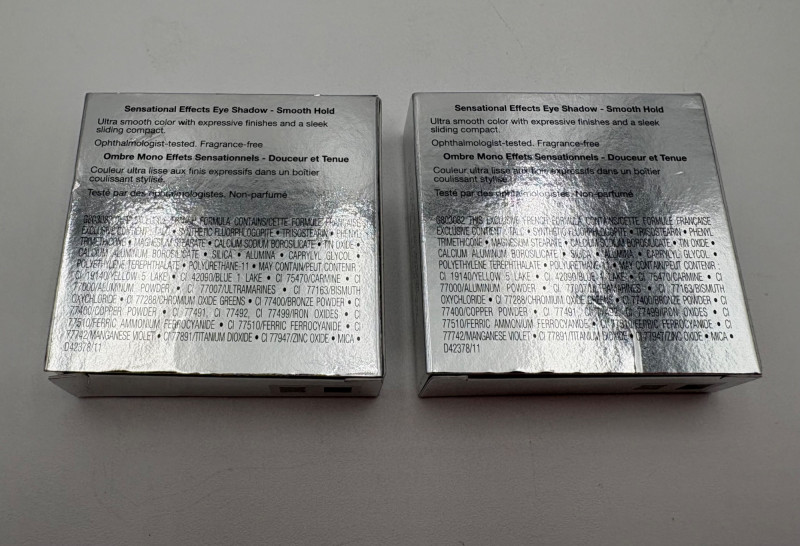 Sensational Effects Eye Shadow - Smooth Hold
Ultra smooth color with expressive finishes and a sleek
sliding compact.
Ophthalmologist-tested. Fragrance-free
Ombre Mono Effets Sensationnels - Douceur et Tenue
Couleur ultra lisse aux finis expressifs dans un boîtier
coulissant stylisé.
Testé par des ophtalmologistes. Non-parfumé
FORMULA CONTAINS/CETTE FORMULE
SYNTHETIC FLUORPHLOGOPITE • TRIISOSTEARIN • PHENYL
TRIMETHICONE • MAGNESIUM STEARATE • CALCIUM SODIUM BOROSILICATE • TIN OXIDE •
CALCIUM ALUMINUM BOROSILICATE • SILICA • ALUMINA • CAPRYLYL GLYCOL •
POLYETHYLENE TEREPHTHALATE • POLYURETHANE-11 • MAY CONTAIN/PEUT CONTENIR :
CI 19140/YELLOW 5 LAKE • CI 42090/BLUE 1 LAKE • CI 75470/CARMINE • CI
77000/ALUMINUM POWDER • CI 77007/ULTRAMARINES • CI 77163/BISMUTH
OXYCHLORIDE • CI 77288/CHROMIUM OXIDE GREENS • CI 77400/BRONZE POWDER • CI
77400/COPPER POWDER • CI 77491, CI 77492, CI 77499/IRON OXIDES • CI
77510/FERRIC AMMONIUM FERROCYANIDE • CI 77510/FERRIC FERROCYANIDE • CI
77742/MANGANESE VIOLET • CI 77891/TITANIUM DIOXIDE • CI 77947/ZINC OXIDE • MICA •
D42378/11
Sensational Effects Eye Shadow - Smooth Hold
Ultra smooth color with expressive finishes and a sleek
sliding compact.
Ophthalmologist-tested. Fragrance-free
Ombre Mono Effets Sensationnels - Douceur et Tenue
Couleur ultra lisse aux finis expressifs dans un boîtier
coulissant stylisé.
Testé par des ophtalmologistes. Non-parfumé
THIS EXCLUSIVE FRENCH FORMULA CONTAINS/CETTE FORMULE FRANÇAISE
EXCLUSIVE CONTIENT : TALC • SYNTHETIC FLUORPHLOGOPITE • TRIISOSTEARIN • PHENYL
TRIMETHICONE • MAGNESIUM STEARATE • CALCIUM SODIUM BOROSILICATE • TIN OXIDE •
CALCIUM ALUMINUM BOROSILICATE • SILICA • ALUMINA • CAPRYLYL GLYCOL •
POLYETHYLENE TEREPHTHALATE • POLYURETHANE-11 • MAY CONTAIN/PEUT CONTENIR :
CI 19140/YELLOW 5 LAKE • CI 42090/BLUE 1 LAKE • CI 75470/CARMINE • CI
77000/ALUMINUM POWDER • CI 77007/ULTRAMARINES • CI 77163/BISMUTH
OXYCHLORIDE • CI 77288/CHROMIUM OXIDE GREENS • CI 77400/BRONZE POWDER • CI
77400/COPPER POWDER • CI 77491, CI 77492, CI 77499/IRON OXIDES • CI
77510/FERRIC AMMONIUM FERROCYANIDE • CI 77510/FERRIC FERROCYANIDE • CI
77742/MANGANESE VIOLET • CI 77891/TITANIUM DIOXIDE • CI 77947/ZINC OXIDE • MICA •
D42378/11